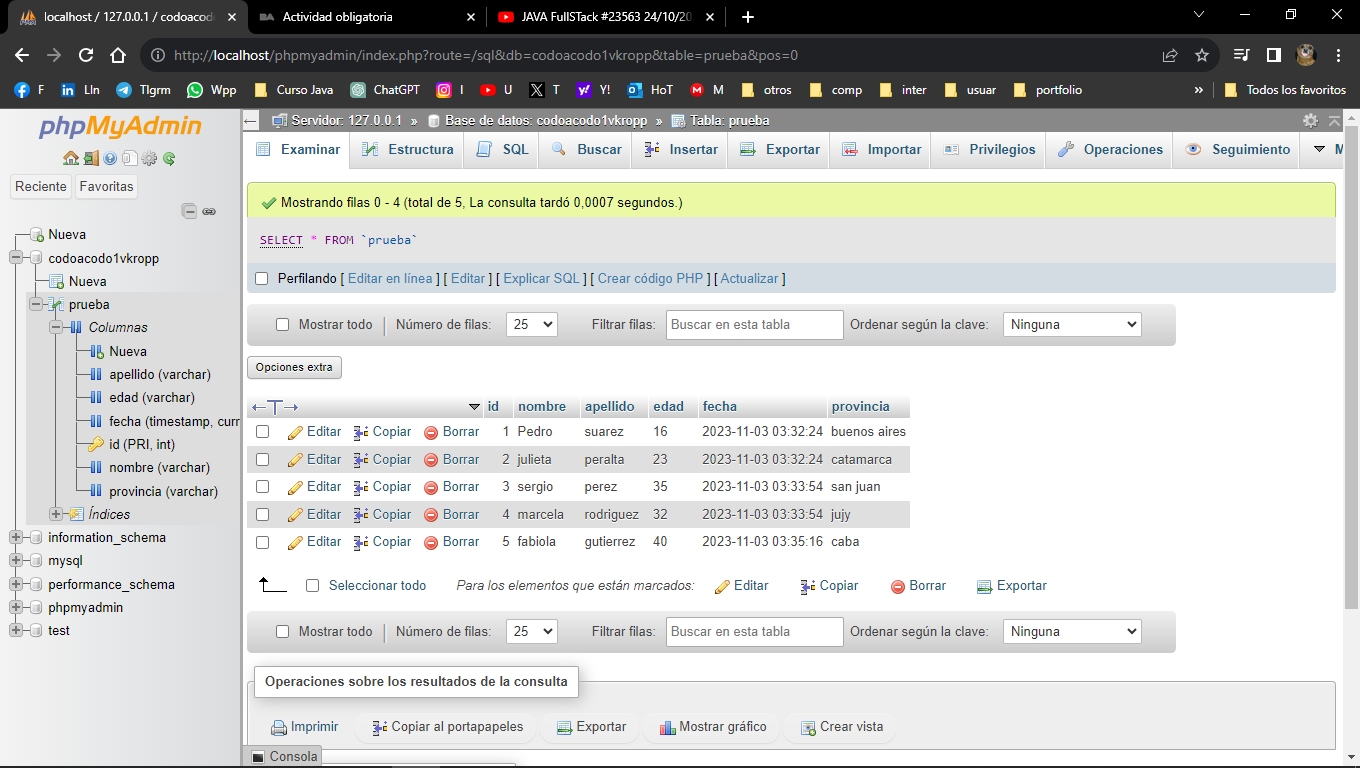 localhost / 127.0.0.1 / codoacod
Actividad obligatoria
JAVA FullSTack #23563 24/10/20
http://localhost/phpmyadmin/index.php?route=/sql&db=codoacodo1vkropp&table=prueba&pos=0
F LIn Tlgrm Wpp Curso Java ChatGPT I U T Y! HoT M otros comp inter usuar portfolio » Todos los favoritos
phpMyAdmin
Reciente Favoritas
Nueva
codoacodo1vkropp
Nueva
prueba
Columnas
Nueva
apellido (varchar)
edad (varchar)
fecha (timestamp, curr
id (PRI, int)
nombre (varchar)
provincia (varchar)
Índices
information_schema
mysql
performance_schema
phpmyadmin
test
Servidor: 127.0.0.1 » Base de datos: codoacodo1vkropp » Tabla: prueba
Examinar Estructura SQL Buscar Insertar Exportar Importar Privilegios Operaciones Seguimiento M
Mostrando filas 0 - 4 (total de 5, La consulta tardó 0,0007 segundos.)
SELECT * FROM `prueba`
Perfilando [ Editar en línea ] [ Editar ] [ Explicar SQL ] [ Crear código PHP ] [ Actualizar ]
Mostrar todo | Número de filas: 25 Filtrar filas: Buscar en esta tabla Ordenar según la clave: Ninguna
Opciones extra
←T→ id nombre apellido edad fecha provincia
Editar Copiar Borrar 1 Pedro suarez 16 2023-11-03 03:32:24 buenos aires
Editar Copiar Borrar 2 julieta peralta 23 2023-11-03 03:32:24 catamarca
Editar Copiar Borrar 3 sergio perez 35 2023-11-03 03:33:54 san juan
Editar Copiar Borrar 4 marcela rodriguez 32 2023-11-03 03:33:54 jujy
Editar Copiar Borrar 5 fabiola gutierrez 40 2023-11-03 03:35:16 caba
Seleccionar todo Para los elementos que están marcados: Editar Copiar Borrar Exportar
Mostrar todo | Número de filas: 25 Filtrar filas: Buscar en esta tabla Ordenar según la clave: Ninguna
Operaciones sobre los resultados de la consulta
Imprimir Copiar al portapapeles Exportar Mostrar gráfico Crear vista
Consola